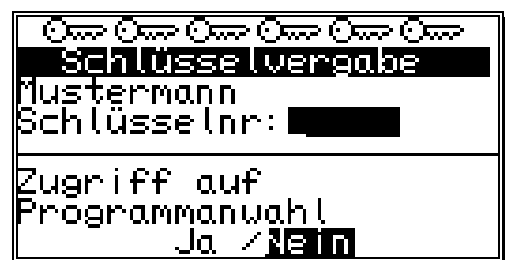 Schlüsselvergabe
Mustermann
Schlüsselnr:
Zugriff auf
Programmanwahl
Ja /Nein